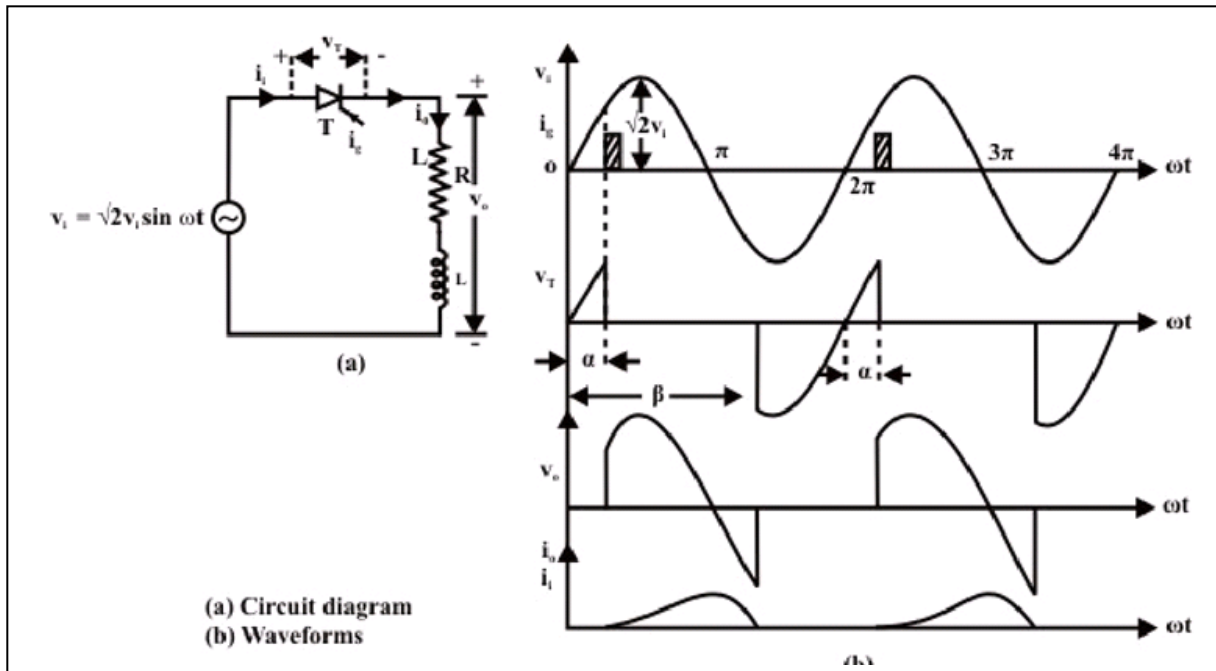 + v_T -
i_i
T
i_g
i_0
+
L
R
v_o
L
-
v_i = √2v_i sin ωt
(a)
v_i
i_g
o
√2v_i
π
2π
3π
4π
ωt
v_T
ωt
α
α
β
v_o
ωt
i_o
i_i
ωt
(a) Circuit diagram
(b) Waveforms
(b)